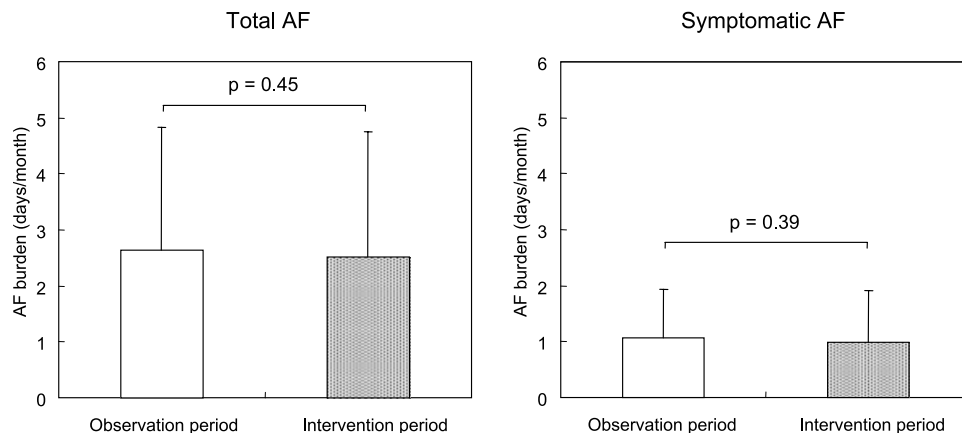 Total AF
AF burden (days/month)
6
5
4
3
2
1
0
p = 0.45
Observation period
Intervention period
Symptomatic AF
AF burden (days/month)
6
5
4
3
2
1
0
p = 0.39
Observation period
Intervention period